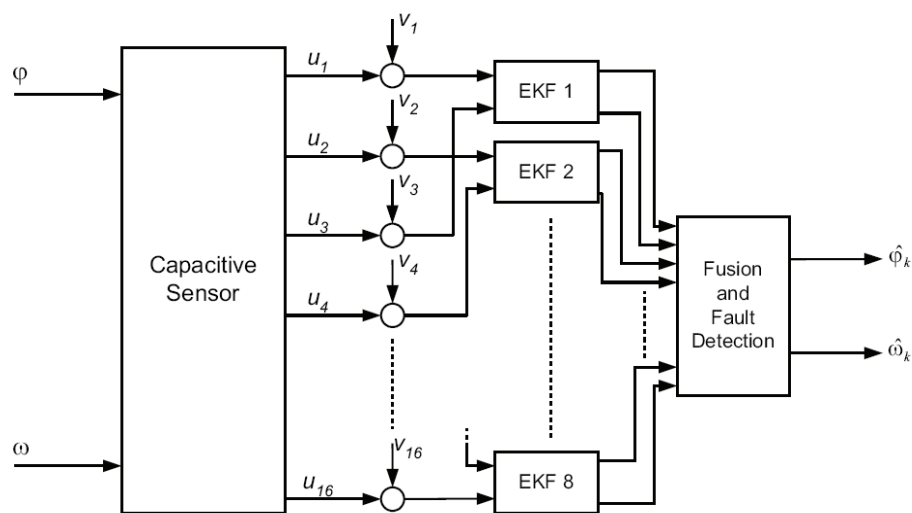 v1
φ
u1
EKF 1
v2
u2
EKF 2
v3
u3
Capacitive
Sensor
v4
u4
Fusion
and
Fault
Detection
φ̂k
ω̂k
ω
v16
u16
EKF 8